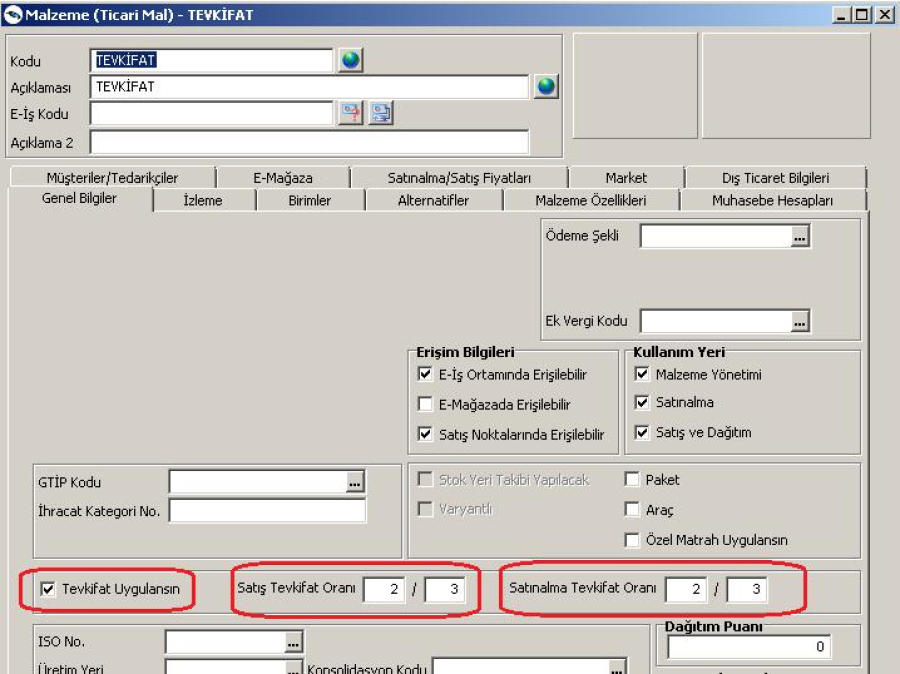 Malzeme (Ticari Mal) - TEVKİFAT
Kodu TEVKİFAT
Açıklaması TEVKİFAT
E-İş Kodu
Açıklama 2
Müşteriler/Tedarikçiler E-Mağaza Satınalma/Satış Fiyatları Market Dış Ticaret Bilgileri
Genel Bilgiler İzleme Birimler Alternatifler Malzeme Özellikleri Muhasebe Hesapları
Ödeme Şekli ...
Ek Vergi Kodu ...
Erişim Bilgileri Kullanım Yeri
E-İş Ortamında Erişilebilir Malzeme Yönetimi
E-Mağazada Erişilebilir Satınalma
Satış Noktalarında Erişilebilir Satış ve Dağıtım
GTİP Kodu ... Stok Yeri Takibi Yapılacak Paket
İhracat Kategori No. Varyantlı Araç
Özel Matrah Uygulansın
Tevkifat Uygulansın Satış Tevkifat Oranı 2 / 3 Satınalma Tevkifat Oranı 2 / 3
Dağıtım Puanı
ISO No. ... 0
Üretim Yeri ... Konsolidasyon Kodu ...